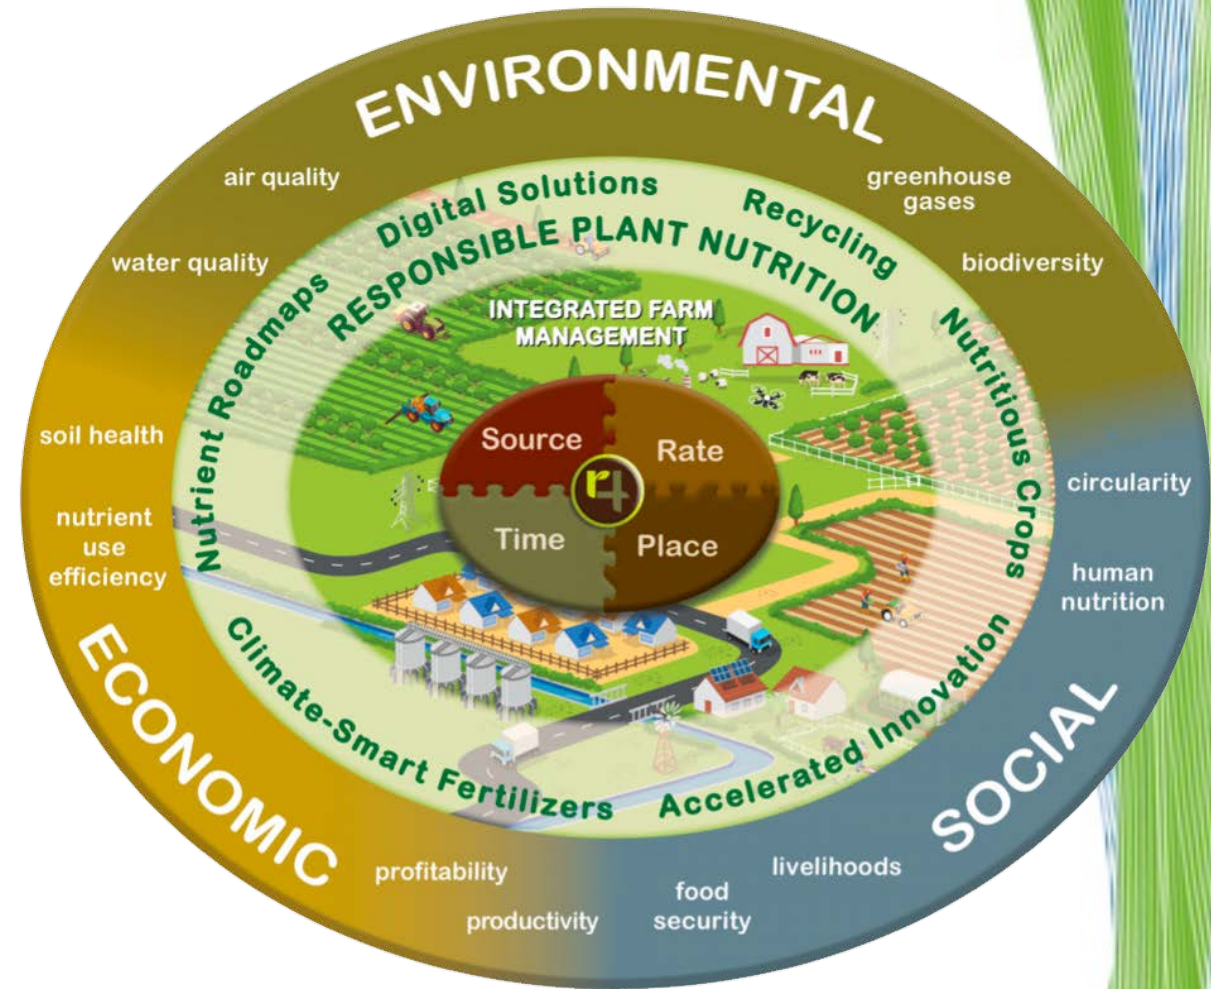 ENVIRONMENTAL
air quality
water quality
greenhouse
gases
biodiversity
Digital Solutions
Recycling
Nutrient Roadmaps
Nutritious Crops
RESPONSIBLE PLANT NUTRITION
INTEGRATED FARM
MANAGEMENT
Source
Rate
r4
Time
Place
soil health
nutrient
use
efficiency
circularity
human
nutrition
Climate-Smart Fertilizers
Accelerated Innovation
ECONOMIC
SOCIAL
profitability
productivity
food
security
livelihoods